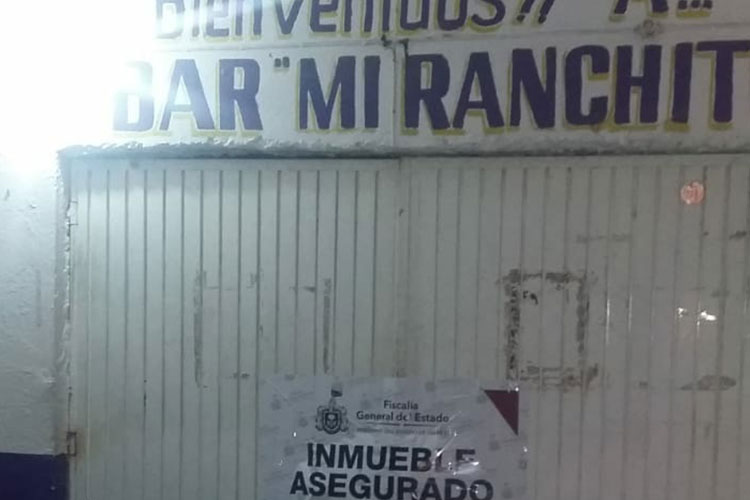 Bienvenidos!! A...
BAR "MI RANCHIT
Fiscalía
General del Estado
INMUEBLE
ASEGURADO